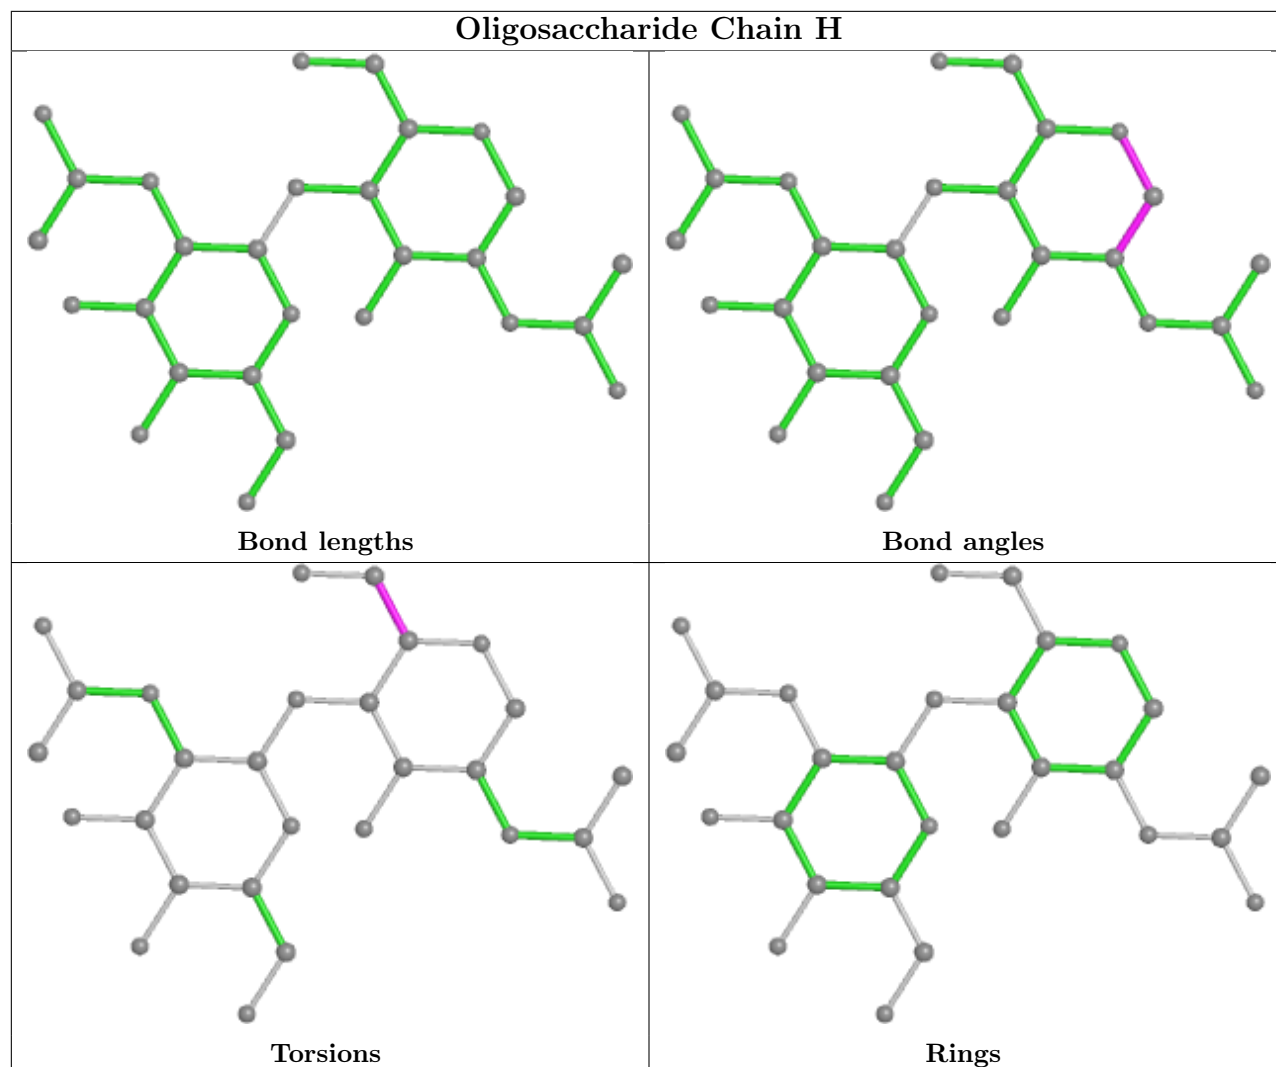 Oligosaccharide Chain H
Bond lengths
Bond angles
Torsions
Rings